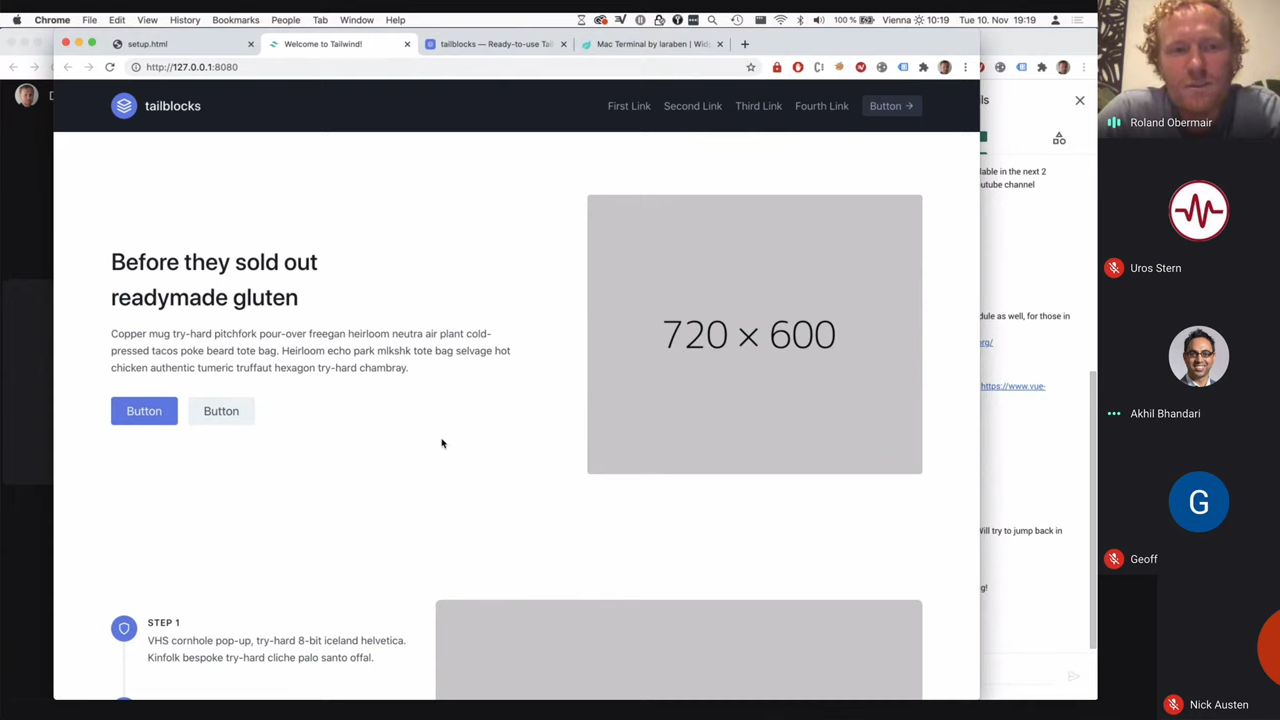 Chrome File Edit View History Bookmarks People Tab Window Help 100 % Vienna 10:19 Tue 10. Nov 19:19
setup.html
Welcome to Tailwind!
tailblocks — Ready-to-use Tail
Mac Terminal by laraben | Wid
http://127.0.0.1:8080
tailblocks
First Link Second Link Third Link Fourth Link Button →
Before they sold out
readymade gluten
Copper mug try-hard pitchfork pour-over freegan heirloom neutra air plant cold-
pressed tacos poke beard tote bag. Heirloom echo park mlkshk tote bag selvage hot
chicken authentic tumeric truffaut hexagon try-hard chambray.
Button Button
720 × 600
STEP 1
VHS cornhole pop-up, try-hard 8-bit iceland helvetica.
Kinfolk bespoke try-hard cliche palo santo offal.
ls
lable in the next 2
utube channel
dule as well, for those in
rg/
https://www.vue-
Will try to jump back in
g!
Roland Obermair
Uros Stern
Akhil Bhandari
G
Geoff
Nick Austen